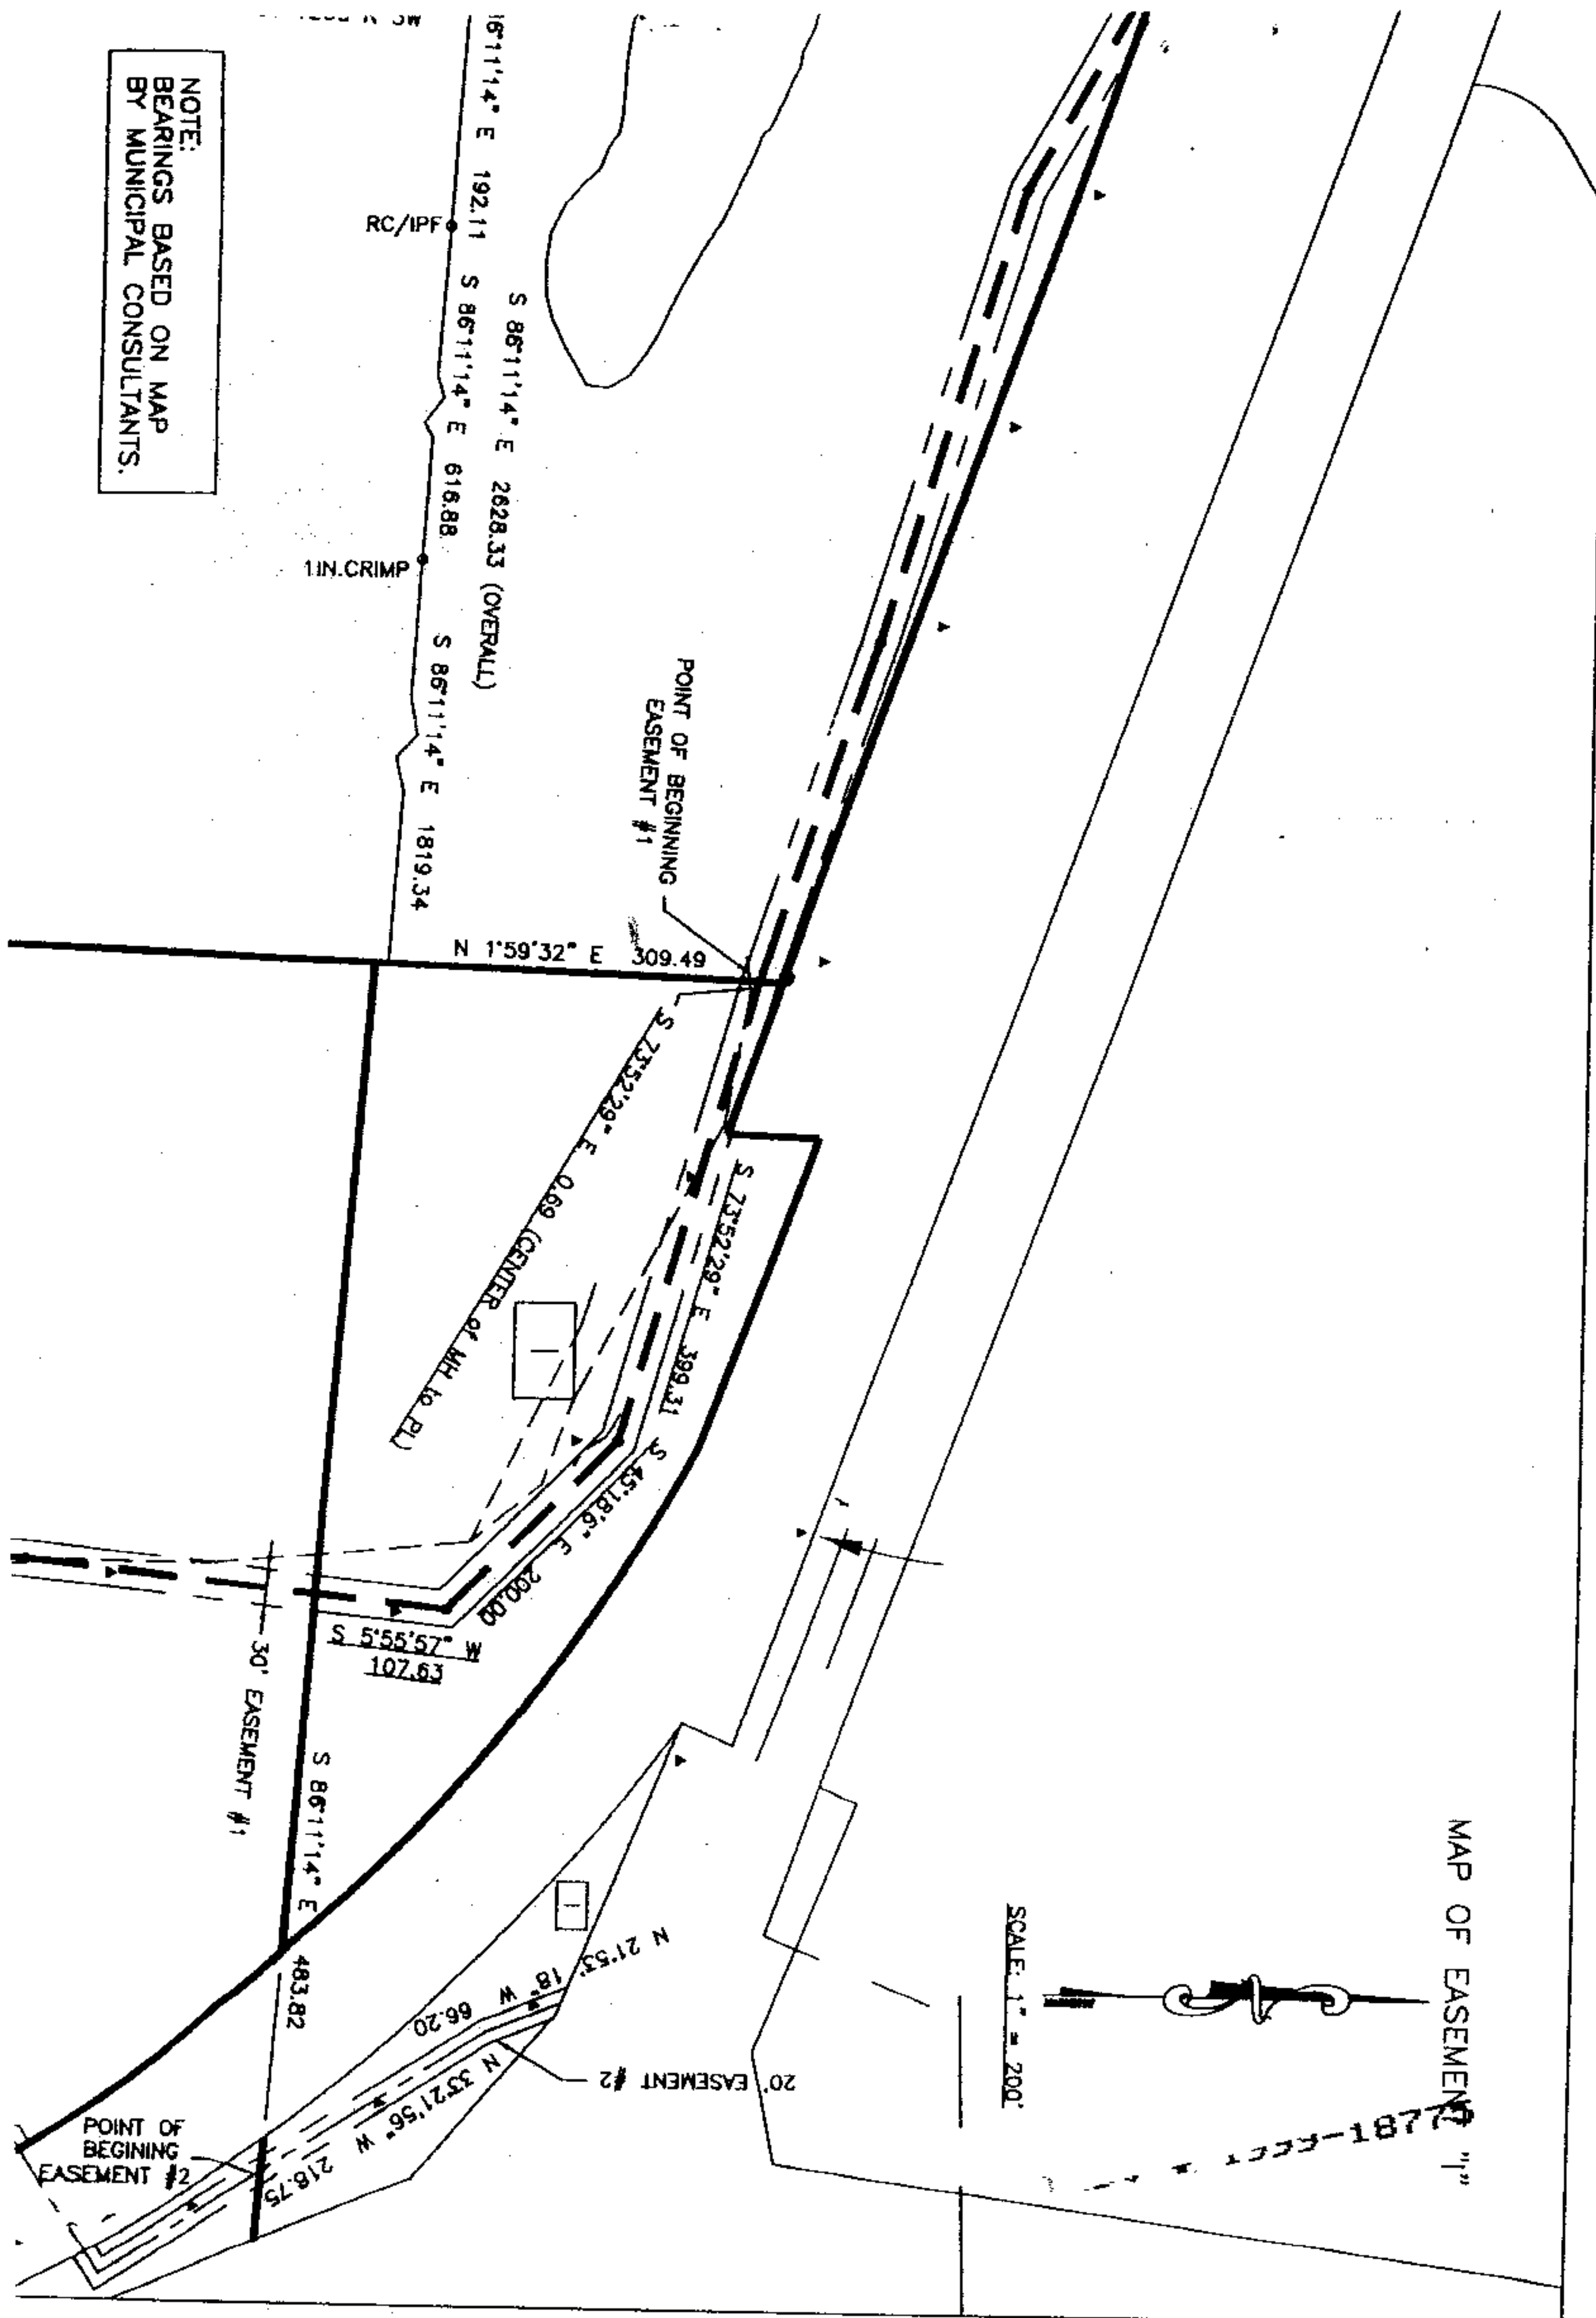 MAP OF EASEMENT "I"
SCALE: 1" = 200'
NOTE:
BEARINGS BASED ON MAP
BY MUNICIPAL CONSULTANTS.
6°11'14" E 192.11
RC/IPF
S 86°11'14" E 616.88
S 86°11'14" E 2628.33 (OVERALL)
1IN.CRIMP
S 86°11'14" E 1819.34
POINT OF BEGINNING
EASEMENT #1
N 1°59'32" E 309.49
S 73°52'29" E 0.69 (CENTER of MH to PL)
S 73°52'29" E 399.31
S 45°18'6" E 200.00
S 5°55'57" W
107.63
30' EASEMENT #1
S 86°11'14" E 483.82
N 21°53'18" W
66.20
20' EASEMENT #2
N 33°21'56" W 218.75
POINT OF
BEGINING
EASEMENT #2